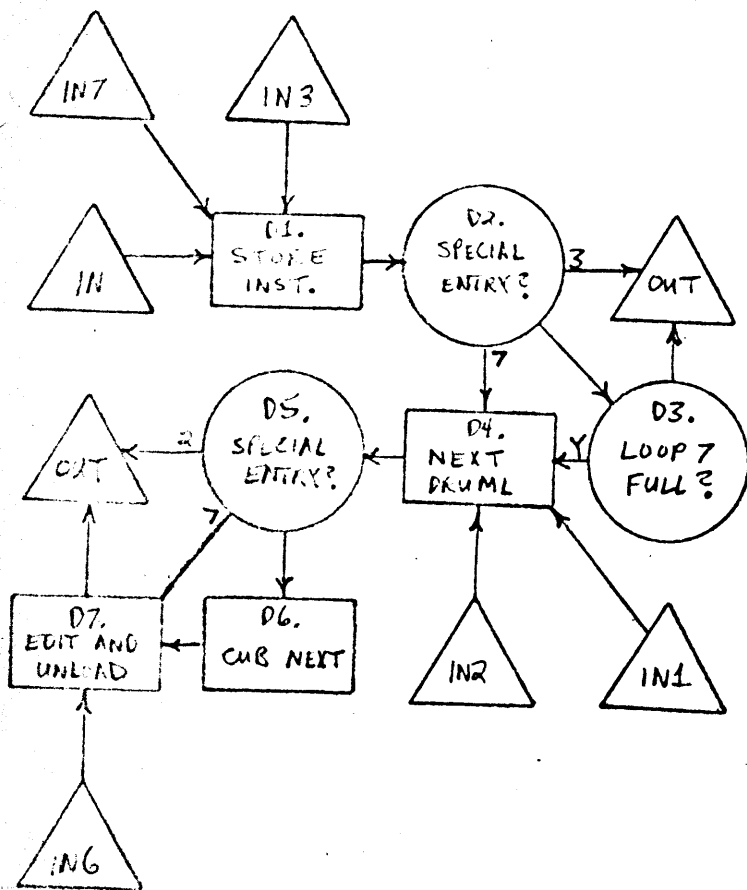 IN7
IN3
IN
D1.
STORE
INST.
D2.
SPECIAL
ENTRY?
3
OUT
7
D3.
LOOP 7
FULL?
Y
D4.
NEXT
DRUML
D5.
SPECIAL
ENTRY?
2
OUT
7
D6.
CUB NEXT
D7.
EDIT AND
UNLOAD
IN2
IN1
IN6